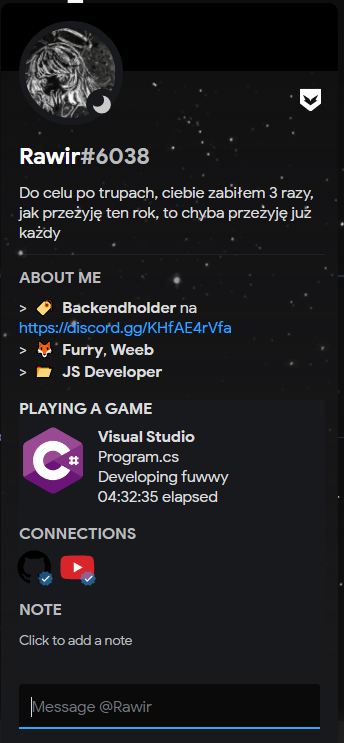 Rawir#6038
Do celu po trupach, ciebie zabiłem 3 razy,
jak przeżyję ten rok, to chyba przeżyję już
każdy
ABOUT ME
> Backendholder na
https://discord.gg/KHfAE4rVfa
> Furry, Weeb
> JS Developer
PLAYING A GAME
C#
Visual Studio
Program.cs
Developing fuwwy
04:32:35 elapsed
CONNECTIONS
NOTE
Click to add a note
Message @Rawir